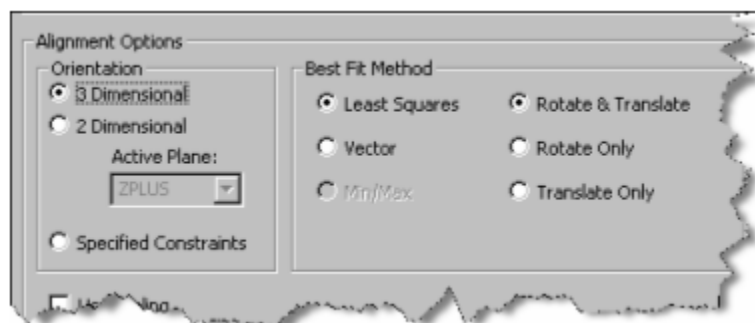 Alignment Options
Orientation
3 Dimensional
2 Dimensional
Active Plane:
ZPLUS
Specified Constraints
Best Fit Method
Least Squares
Vector
Min/Max
Rotate & Translate
Rotate Only
Translate Only